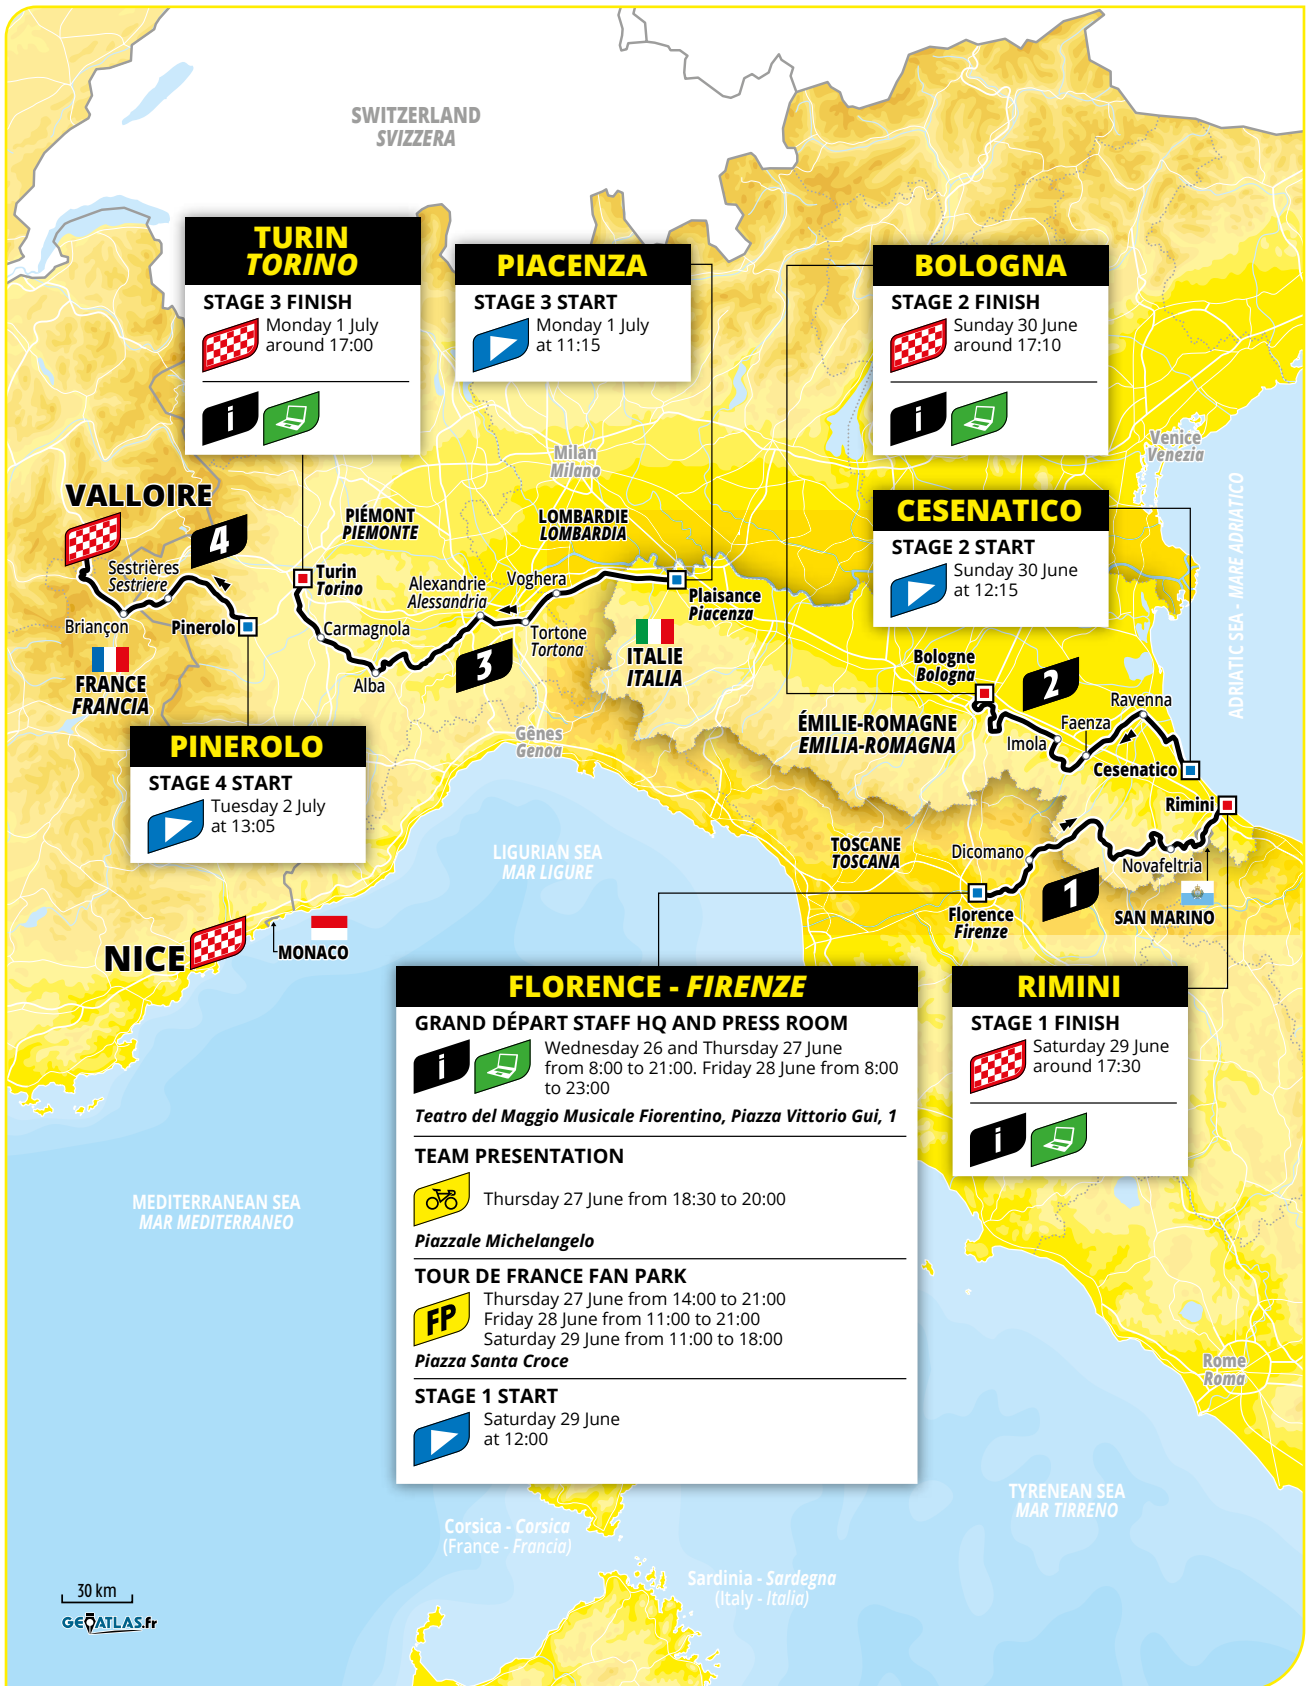 SWITZERLAND
SVIZZERA
TURIN
TORINO
STAGE 3 FINISH
Monday 1 July
around 17:00
i
PIACENZA
STAGE 3 START
Monday 1 July
at 11:15
BOLOGNA
STAGE 2 FINISH
Sunday 30 June
around 17:10
i
Milan
Milano
Venice
Venezia
VALLOIRE
4
Sestrières
Sestriere
Briançon
Pinerolo
FRANCE
FRANCIA
PIÉMONT
PIEMONTE
LOMBARDIE
LOMBARDIA
Turin
Torino
Alexandrie
Alessandria
Voghera
Plaisance
Piacenza
Carmagnola
Tortone
Tortona
Alba
3
ITALIE
ITALIA
CESENATICO
STAGE 2 START
Sunday 30 June
at 12:15
ADRIATIC SEA - MARE ADRIATICO
Bologne
Bologna
2
Ravenna
Faenza
Imola
Cesenatico
ÉMILIE-ROMAGNE
EMILIA-ROMAGNA
Gênes
Genoa
PINEROLO
STAGE 4 START
Tuesday 2 July
at 13:05
Rimini
TOSCANE
TOSCANA
Dicomano
Novafeltria
1
Florence
Firenze
SAN MARINO
LIGURIAN SEA
MAR LIGURE
NICE
MONACO
FLORENCE - FIRENZE
GRAND DÉPART STAFF HQ AND PRESS ROOM
i
Wednesday 26 and Thursday 27 June
from 8:00 to 21:00. Friday 28 June from 8:00
to 23:00
Teatro del Maggio Musicale Fiorentino, Piazza Vittorio Gui, 1
TEAM PRESENTATION
Thursday 27 June from 18:30 to 20:00
Piazzale Michelangelo
TOUR DE FRANCE FAN PARK
FP
Thursday 27 June from 14:00 to 21:00
Friday 28 June from 11:00 to 21:00
Saturday 29 June from 11:00 to 18:00
Piazza Santa Croce
STAGE 1 START
Saturday 29 June
at 12:00
RIMINI
STAGE 1 FINISH
Saturday 29 June
around 17:30
i
MEDITERRANEAN SEA
MAR MEDITERRANEO
Rome
Roma
TYRENEAN SEA
MAR TIRRENO
Corsica - Corsica
(France - Francia)
Sardinia - Sardegna
(Italy - Italia)
30 km
GEOATLAS.fr